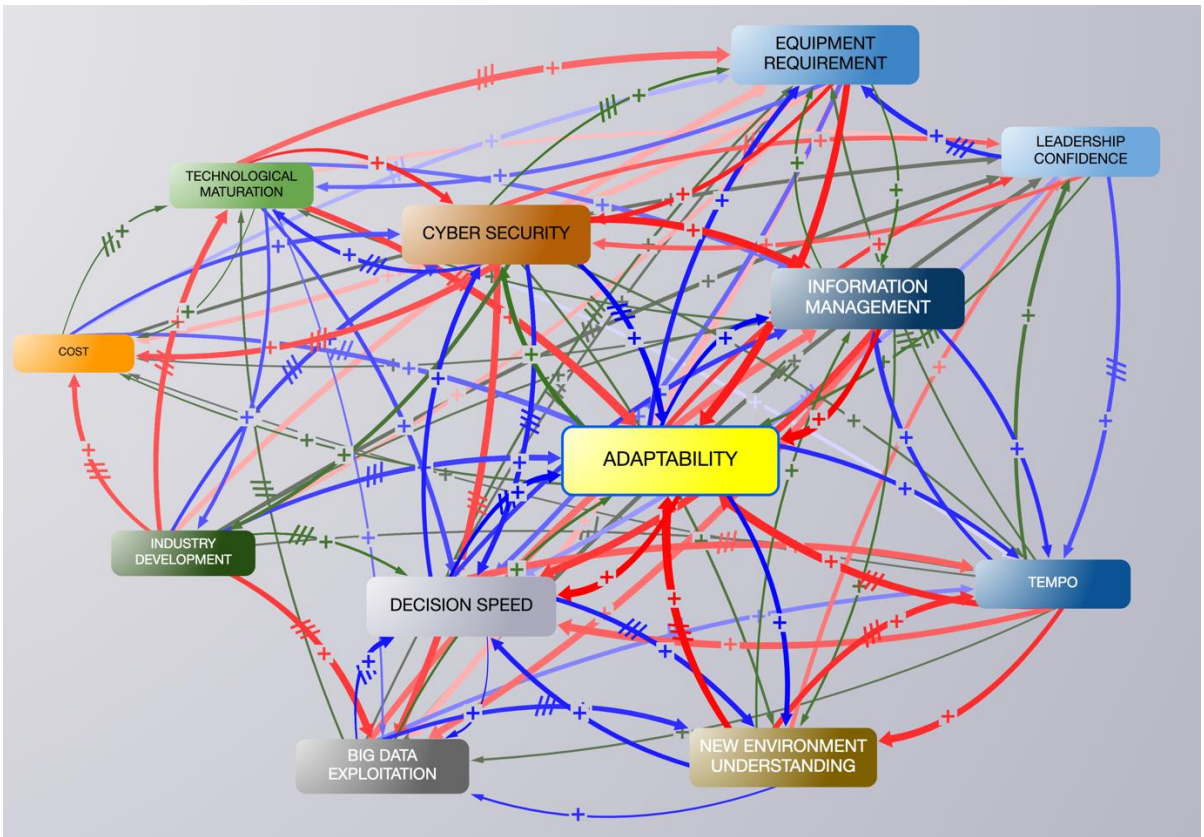 EQUIPMENT
REQUIREMENT
LEADERSHIP
CONFIDENCE
TECHNOLOGICAL
MATURATION
CYBER SECURITY
INFORMATION
MANAGEMENT
COST
ADAPTABILITY
INDUSTRY
DEVELOPMENT
DECISION SPEED
TEMPO
BIG DATA
EXPLOITATION
NEW ENVIRONMENT
UNDERSTANDING